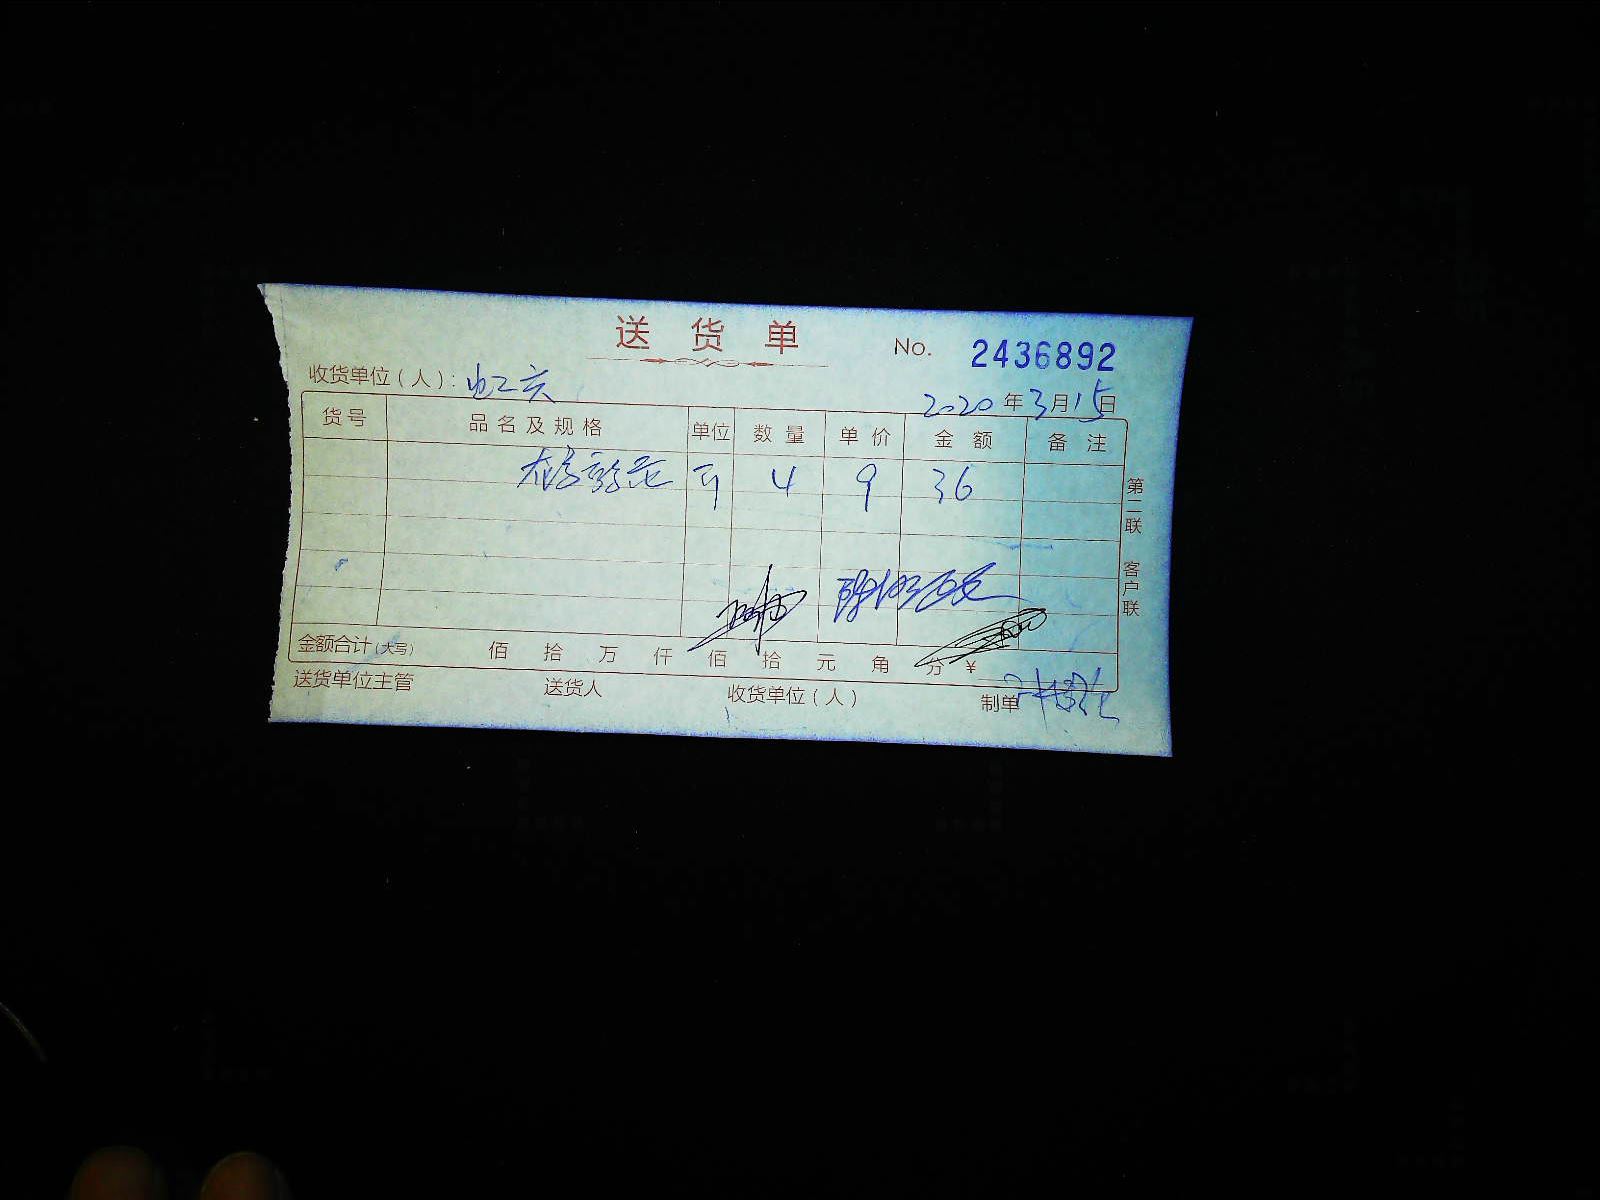 送货单
No. 2436892
收货单位（人）：
2020年3月15日
货号 品名及规格 单位 数量 单价 金额 备注
4 9 36
第二联 客户联
金额合计（大写） 佰 拾 万 仟 佰 拾 元 角 分 ￥
送货单位主管 送货人 收货单位（人） 制单